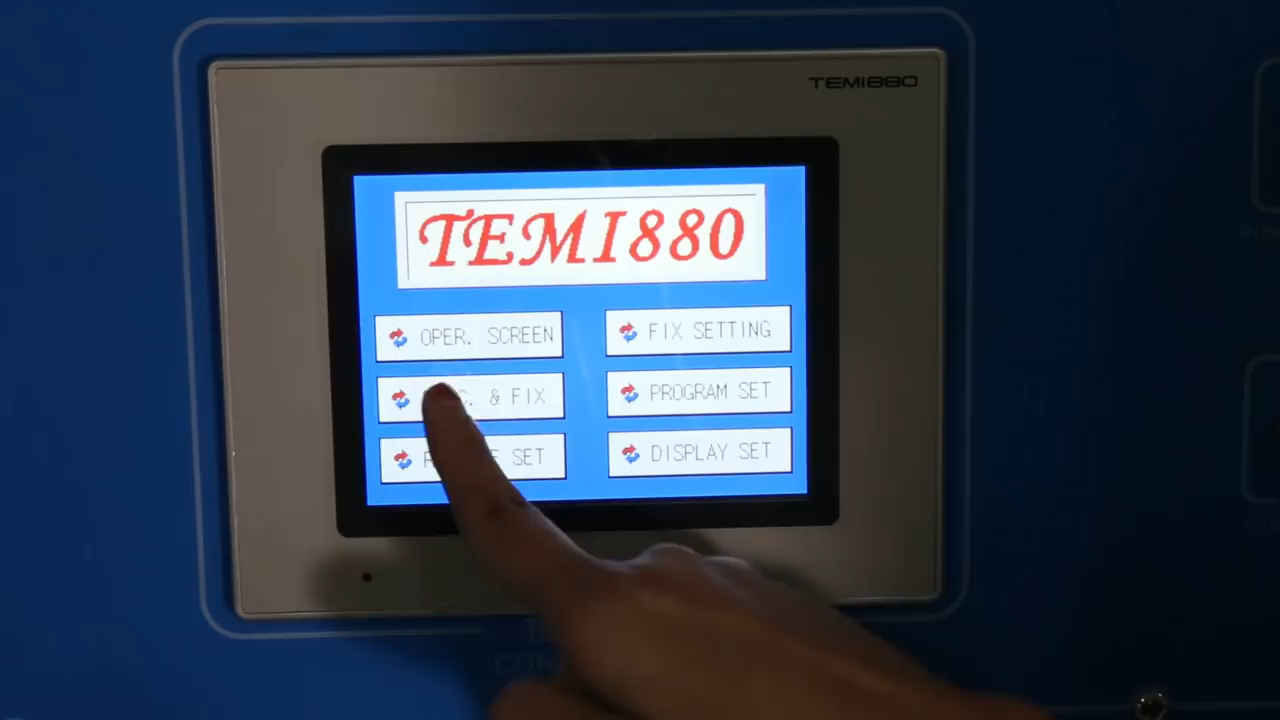 TEMI880
TEMI880
OPER. SCREEN
FIX SETTING
& FIX
PROGRAM SET
SET
DISPLAY SET